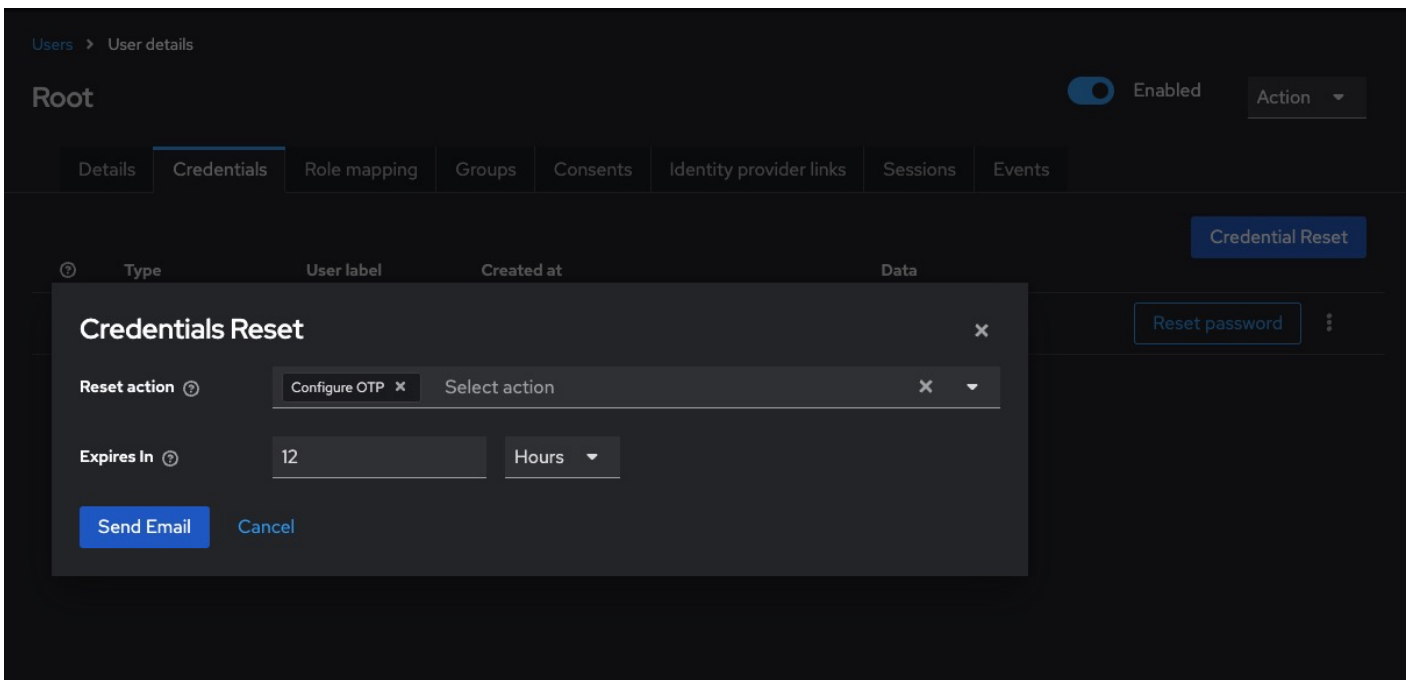 Users > User details
Root
Enabled
Action
Details Credentials Role mapping Groups Consents Identity provider links Sessions Events
Credential Reset
Type User label Created at Data
Reset password
Credentials Reset
Reset action
Configure OTP Select action
Expires In
12 Hours
Send Email Cancel